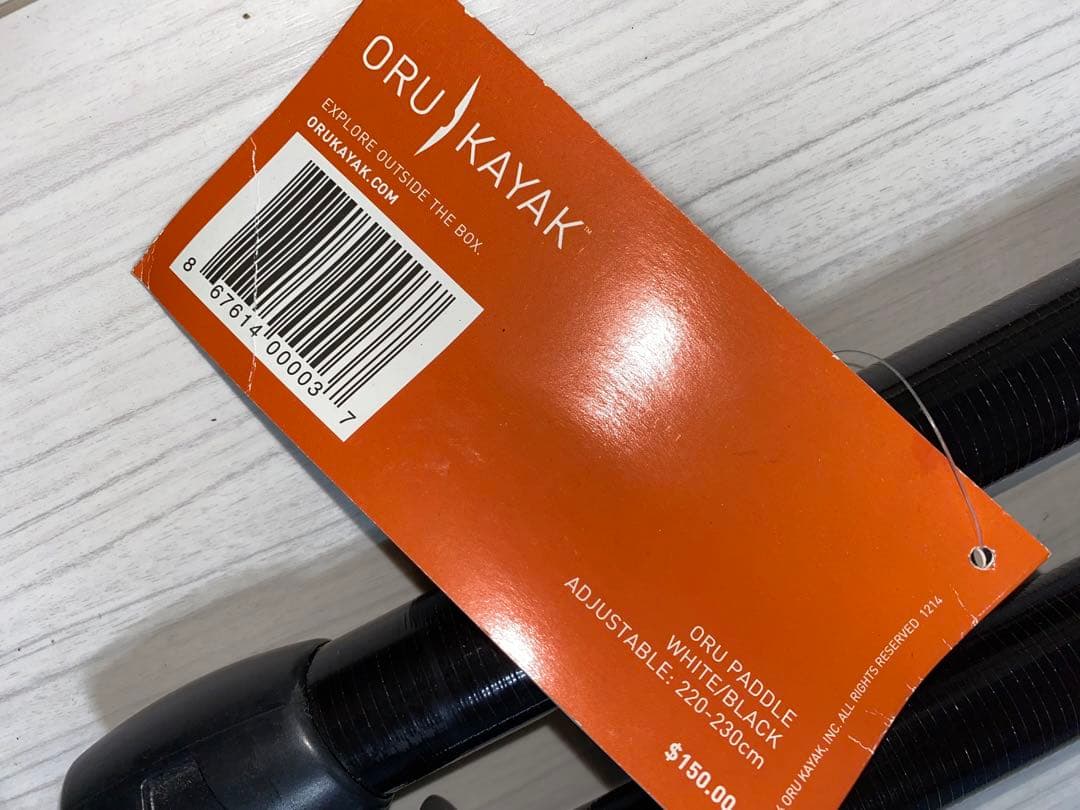 ORU KAYAK™
EXPLORE OUTSIDE THE BOX.
ORUKAYAK.COM
8 67614 00003 7
ORU PADDLE
WHITE/BLACK
ADJUSTABLE: 220-230cm
$150.00
ORU KAYAK, INC. ALL RIGHTS RESERVED 1214